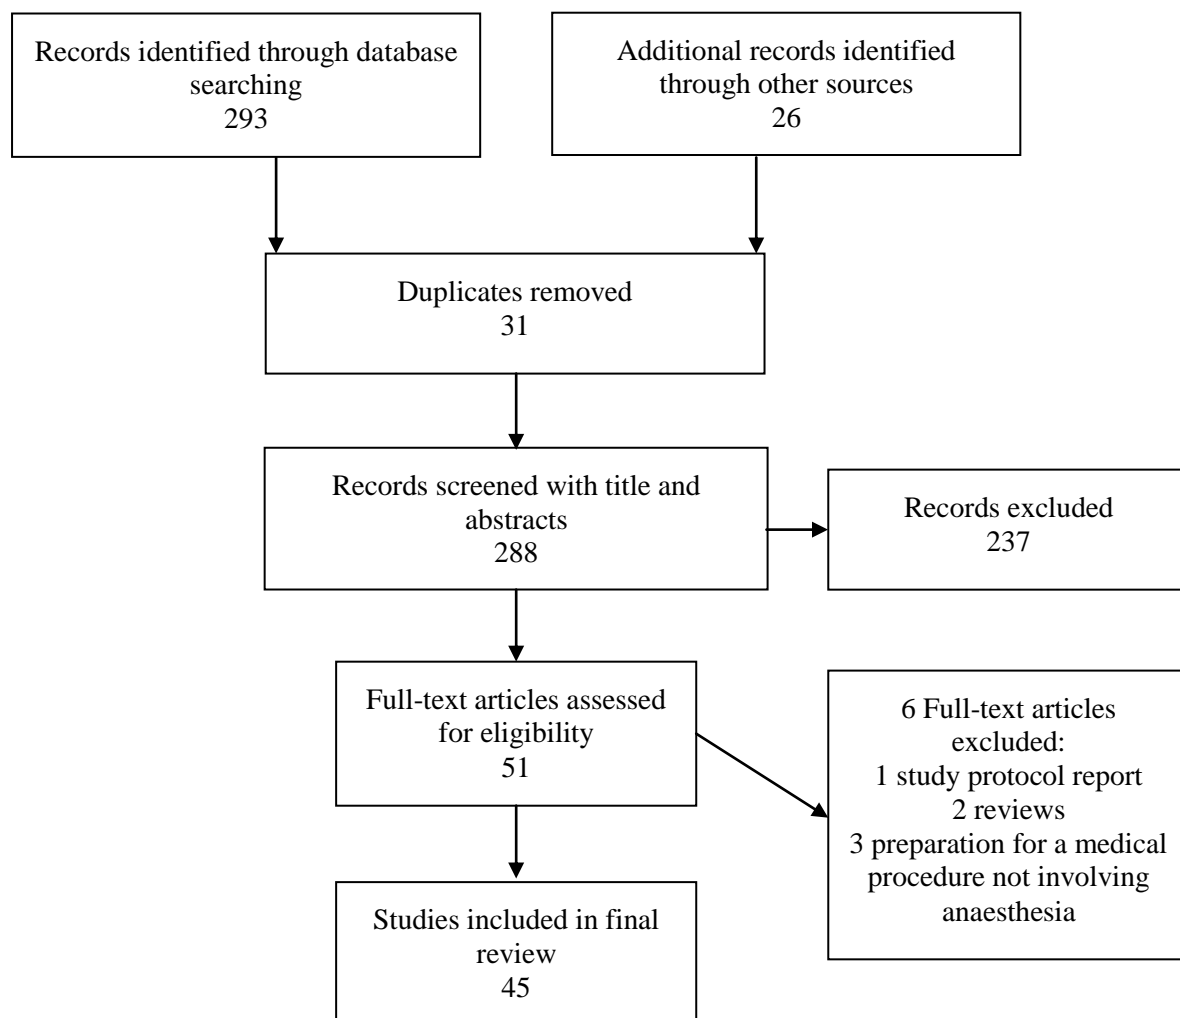 Records identified through database
searching
293
Additional records identified
through other sources
26
Duplicates removed
31
Records screened with title and
abstracts
288
Records excluded
237
Full-text articles assessed
for eligibility
51
6 Full-text articles
excluded:
1 study protocol report
2 reviews
3 preparation for a medical
procedure not involving
anaesthesia
Studies included in final
review
45